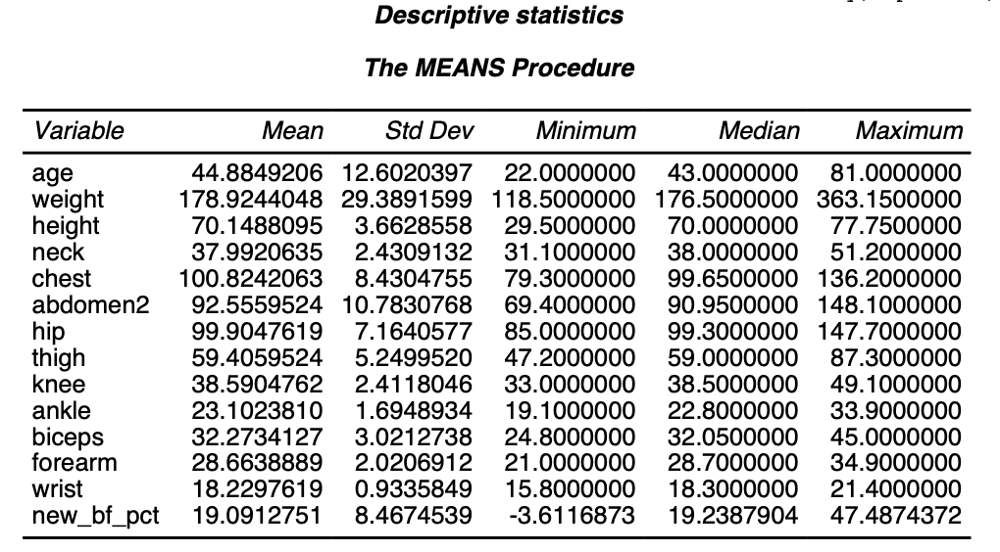 Descriptive statistics
The MEANS Procedure
Variable Mean Std Dev Minimum Median Maximum
age 44.8849206 12.6020397 22.0000000 43.0000000 81.0000000
weight 178.9244048 29.3891599 118.5000000 176.5000000 363.1500000
height 70.1488095 3.6628558 29.5000000 70.0000000 77.7500000
neck 37.9920635 2.4309132 31.1000000 38.0000000 51.2000000
chest 100.8242063 8.4304755 79.3000000 99.6500000 136.2000000
abdomen2 92.5559524 10.7830768 69.4000000 90.9500000 148.1000000
hip 99.9047619 7.1640577 85.0000000 99.3000000 147.7000000
thigh 59.4059524 5.2499520 47.2000000 59.0000000 87.3000000
knee 38.5904762 2.4118046 33.0000000 38.5000000 49.1000000
ankle 23.1023810 1.6948934 19.1000000 22.8000000 33.9000000
biceps 32.2734127 3.0212738 24.8000000 32.0500000 45.0000000
forearm 28.6638889 2.0206912 21.0000000 28.7000000 34.9000000
wrist 18.2297619 0.9335849 15.8000000 18.3000000 21.4000000
new_bf_pct 19.0912751 8.4674539 -3.6116873 19.2387904 47.4874372